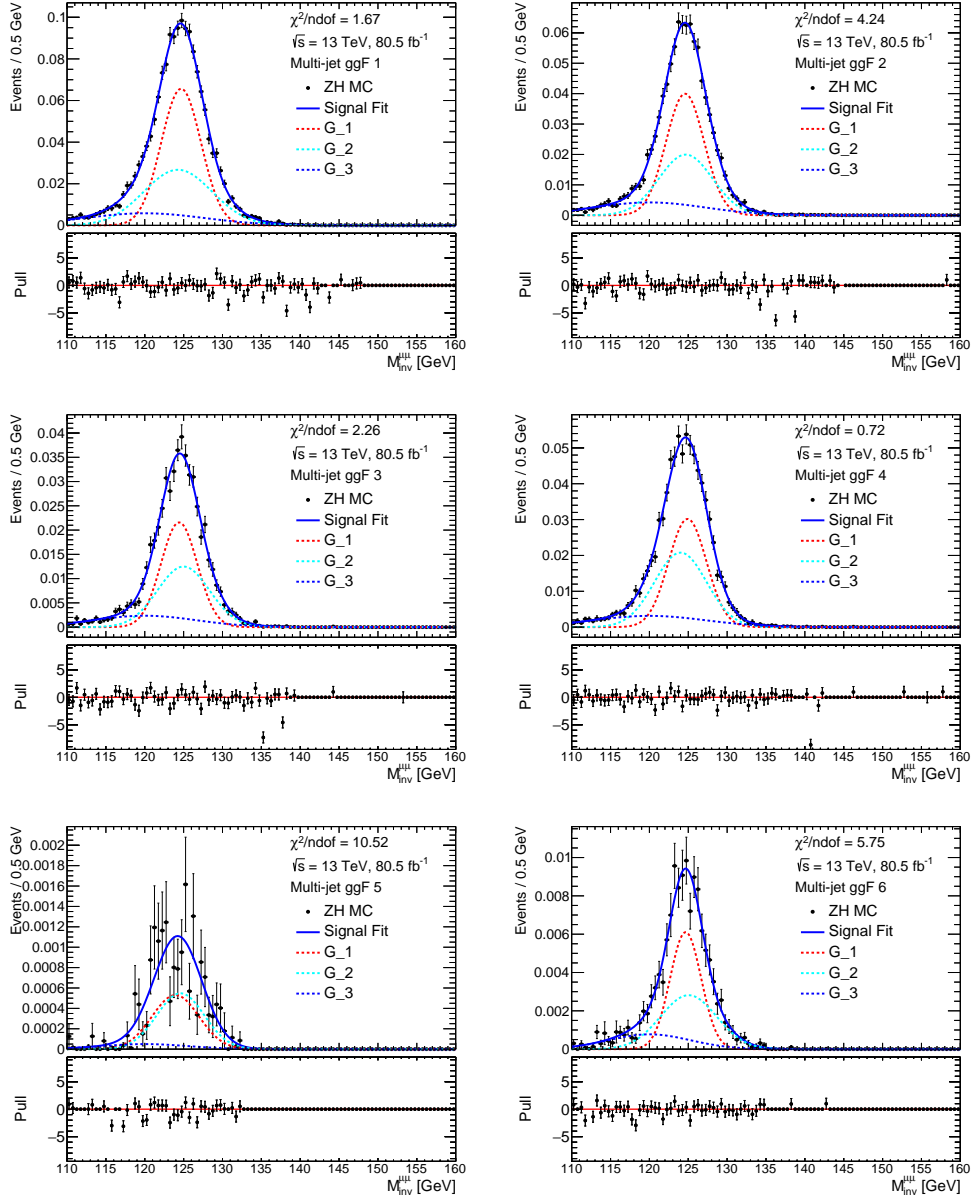 Events / 0.5 GeV
0.1
0.08
0.06
0.04
0.02
0
χ²/ndof = 1.67
√s = 13 TeV, 80.5 fb⁻¹
Multi-jet ggF 1
ZH MC
Signal Fit
G_1
G_2
G_3
Pull
5
0
−5
110 115 120 125 130 135 140 145 150 155 160
M^μμ_inv [GeV]
Events / 0.5 GeV
0.06
0.05
0.04
0.03
0.02
0.01
0
χ²/ndof = 4.24
√s = 13 TeV, 80.5 fb⁻¹
Multi-jet ggF 2
ZH MC
Signal Fit
G_1
G_2
G_3
Pull
5
0
−5
110 115 120 125 130 135 140 145 150 155 160
M^μμ_inv [GeV]
Events / 0.5 GeV
0.04
0.035
0.03
0.025
0.02
0.015
0.01
0.005
0
χ²/ndof = 2.26
√s = 13 TeV, 80.5 fb⁻¹
Multi-jet ggF 3
ZH MC
Signal Fit
G_1
G_2
G_3
Pull
5
0
−5
110 115 120 125 130 135 140 145 150 155 160
M^μμ_inv [GeV]
Events / 0.5 GeV
0.05
0.04
0.03
0.02
0.01
0
χ²/ndof = 0.72
√s = 13 TeV, 80.5 fb⁻¹
Multi-jet ggF 4
ZH MC
Signal Fit
G_1
G_2
G_3
Pull
5
0
−5
110 115 120 125 130 135 140 145 150 155 160
M^μμ_inv [GeV]
Events / 0.5 GeV
0.002
0.0018
0.0016
0.0014
0.0012
0.001
0.0008
0.0006
0.0004
0.0002
0
χ²/ndof = 10.52
√s = 13 TeV, 80.5 fb⁻¹
Multi-jet ggF 5
ZH MC
Signal Fit
G_1
G_2
G_3
Pull
5
0
−5
110 115 120 125 130 135 140 145 150 155 160
M^μμ_inv [GeV]
Events / 0.5 GeV
0.01
0.008
0.006
0.004
0.002
0
χ²/ndof = 5.75
√s = 13 TeV, 80.5 fb⁻¹
Multi-jet ggF 6
ZH MC
Signal Fit
G_1
G_2
G_3
Pull
5
0
−5
110 115 120 125 130 135 140 145 150 155 160
M^μμ_inv [GeV]